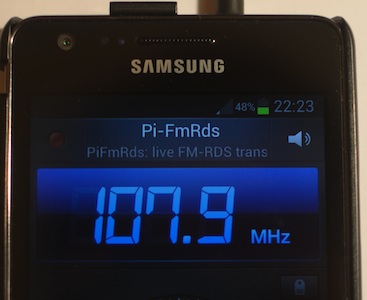 SAMSUNG
48% 22:23
Pi-FmRds
PiFmRds: live FM-RDS trans
107.9 MHz